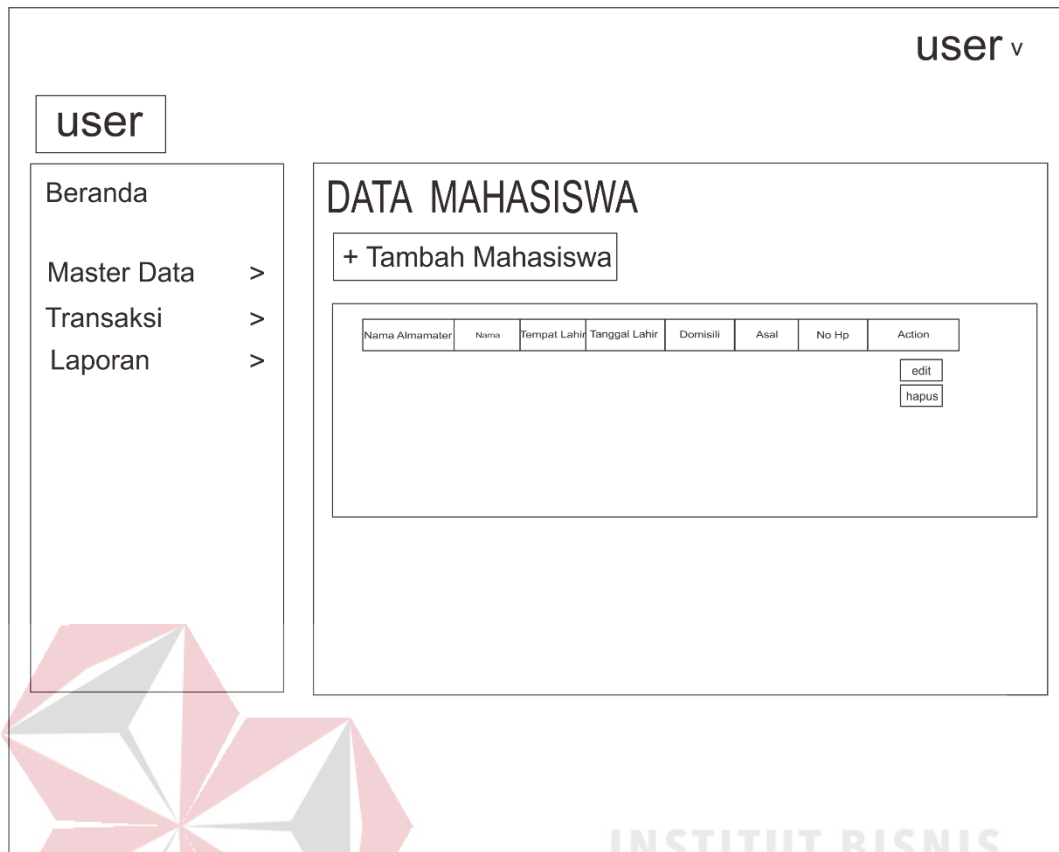 user v
user
Beranda
Master Data >
Transaksi >
Laporan >
DATA MAHASISWA
+ Tambah Mahasiswa
Nama Almamater Nama Tempat Lahir Tanggal Lahir Domisili Asal No Hp Action
edit
hapus
INSTITUT BISNIS